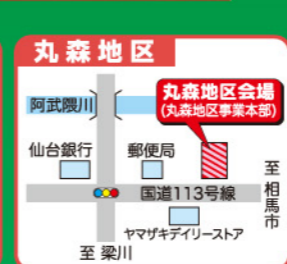 丸森地区
丸森地区会場
(丸森地区事業本部)
阿武隈川
仙台銀行
郵便局
至相馬市
国道113号線
ヤマザキデイリーストア
至 梁川